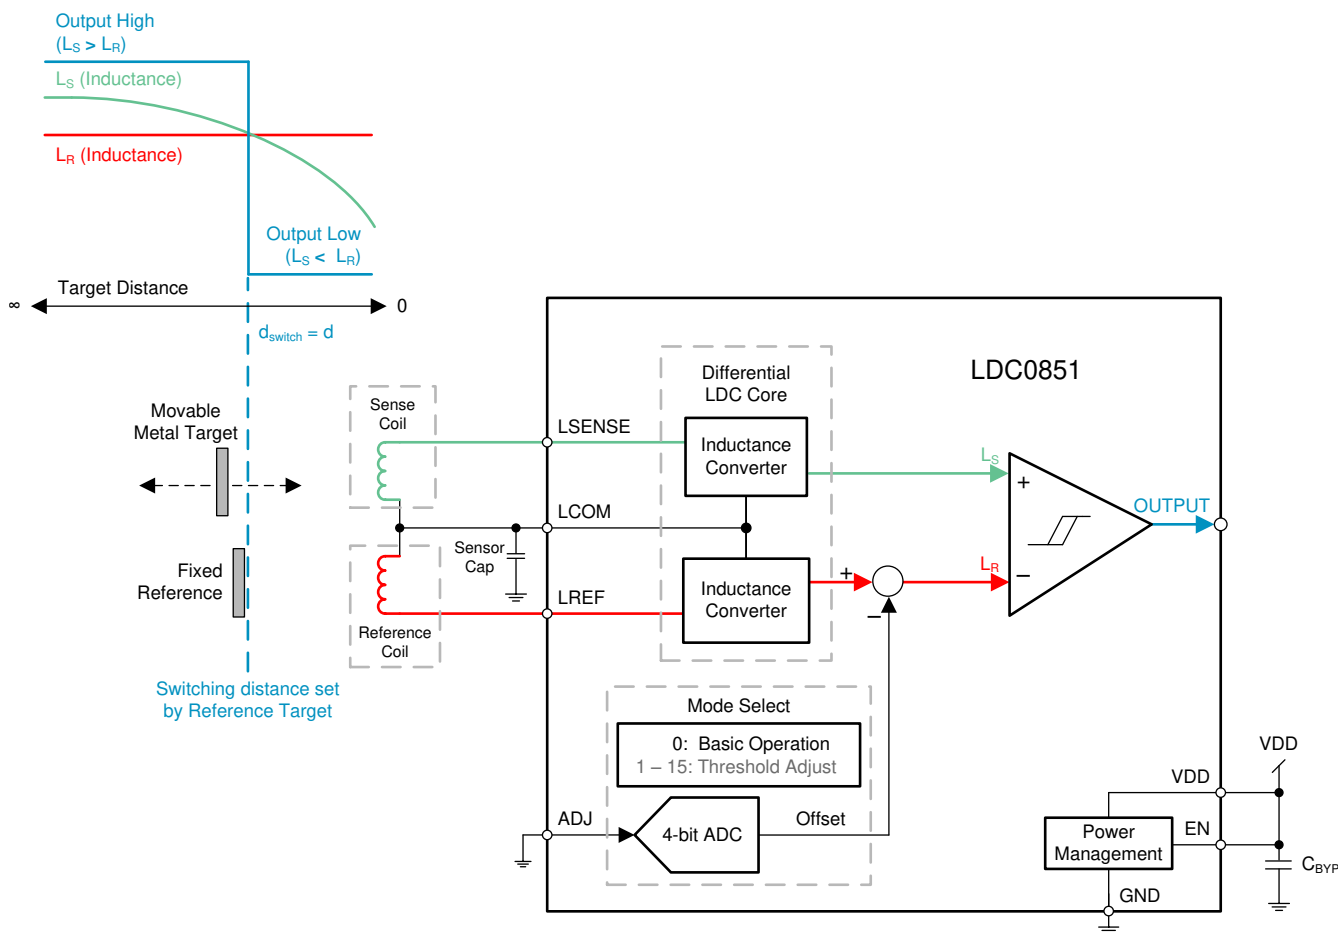 Output High
(LS > LR)
LS (Inductance)
LR (Inductance)
Output Low
(LS < LR)
∞
Target Distance
0
dswitch = d
Movable
Metal Target
Fixed
Reference
Switching distance set
by Reference Target
Sense
Coil
Reference
Coil
Sensor
Cap
LSENSE
LCOM
LREF
ADJ
Differential
LDC Core
Inductance
Converter
Inductance
Converter
LDC0851
LS
+
LR
−
+
−
OUTPUT
Mode Select
0: Basic Operation
1 – 15: Threshold Adjust
4-bit ADC
Offset
VDD
VDD
EN
Power
Management
GND
CBYP